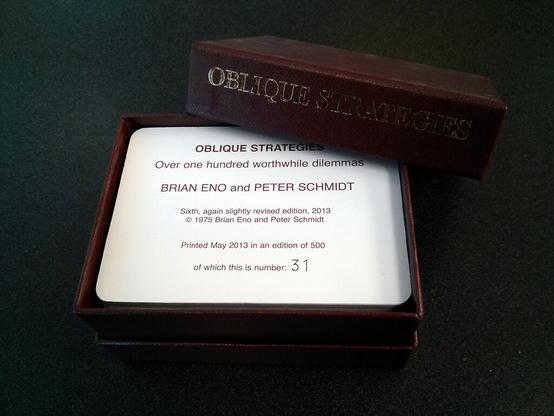 OBLIQUE STRATEGIES
OBLIQUE STRATEGIES
Over one hundred worthwhile dilemmas
BRIAN ENO and PETER SCHMIDT
Sixth, again slightly revised edition, 2013
© 1975 Brian Eno and Peter Schmidt
Printed May 2013 in an edition of 500
of which this is number: 31